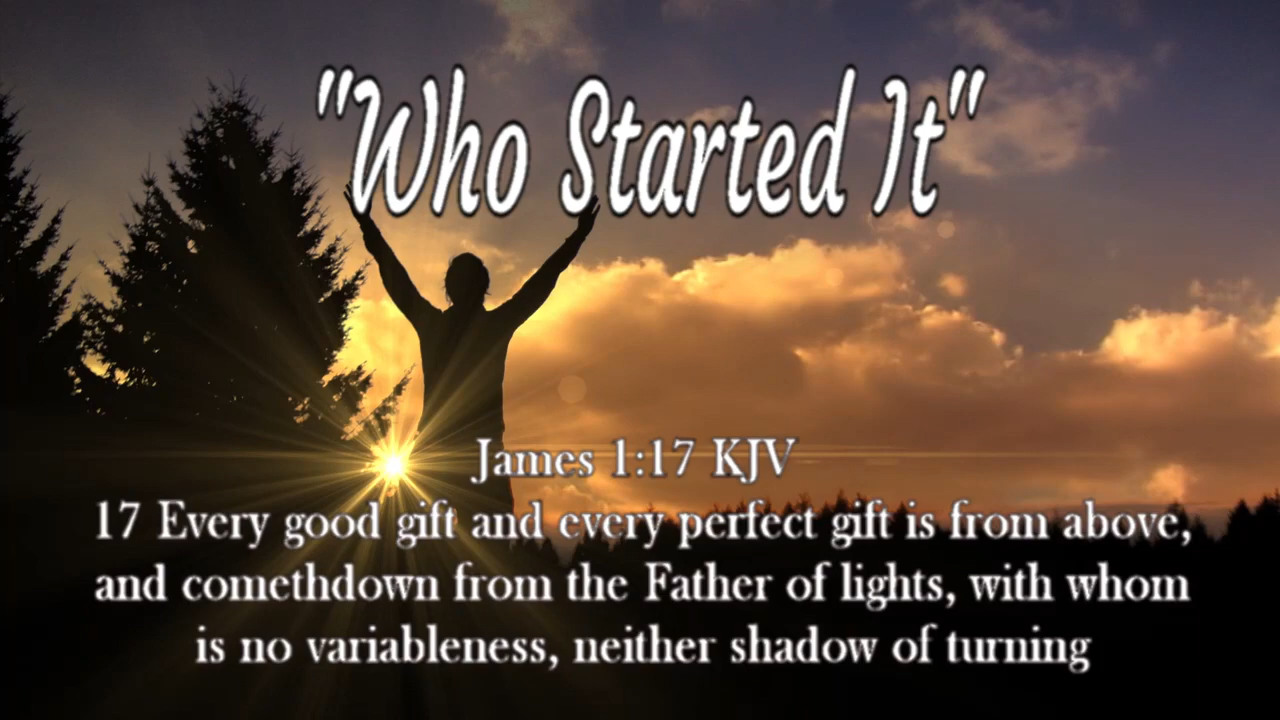 "Who Started It"
James 1:17 KJV
17 Every good gift and every perfect gift is from above,
and comethdown from the Father of lights, with whom
is no variableness, neither shadow of turning